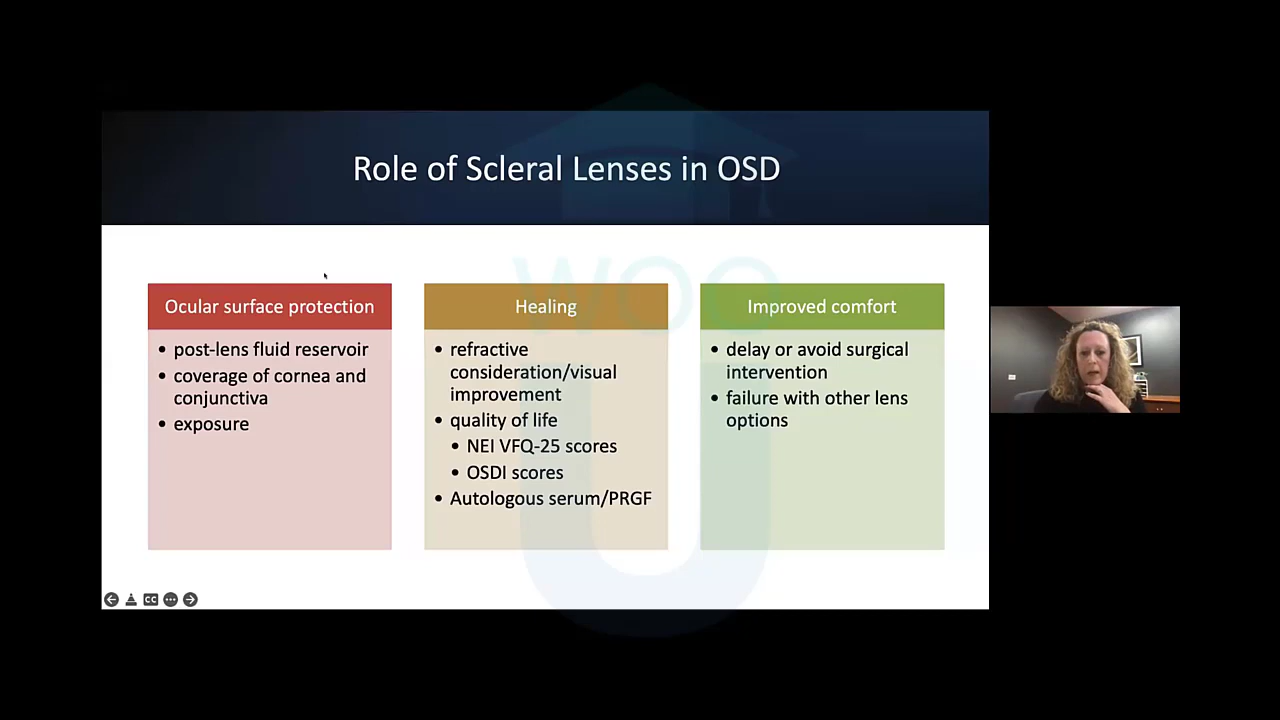 Role of Scleral Lenses in OSD
Ocular surface protection
• post-lens fluid reservoir
• coverage of cornea and
conjunctiva
• exposure
Healing
• refractive
consideration/visual
improvement
• quality of life
• NEI VFQ-25 scores
• OSDI scores
• Autologous serum/PRGF
Improved comfort
• delay or avoid surgical
intervention
• failure with other lens
options
WOC
U
CC